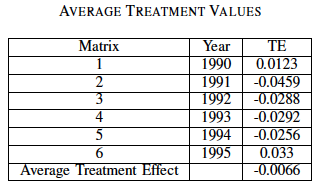 AVERAGE TREATMENT VALUES
Matrix Year TE
1 1990 0.0123
2 1991 -0.0459
3 1992 -0.0288
4 1993 -0.0292
5 1994 -0.0256
6 1995 0.033
Average Treatment Effect -0.0066